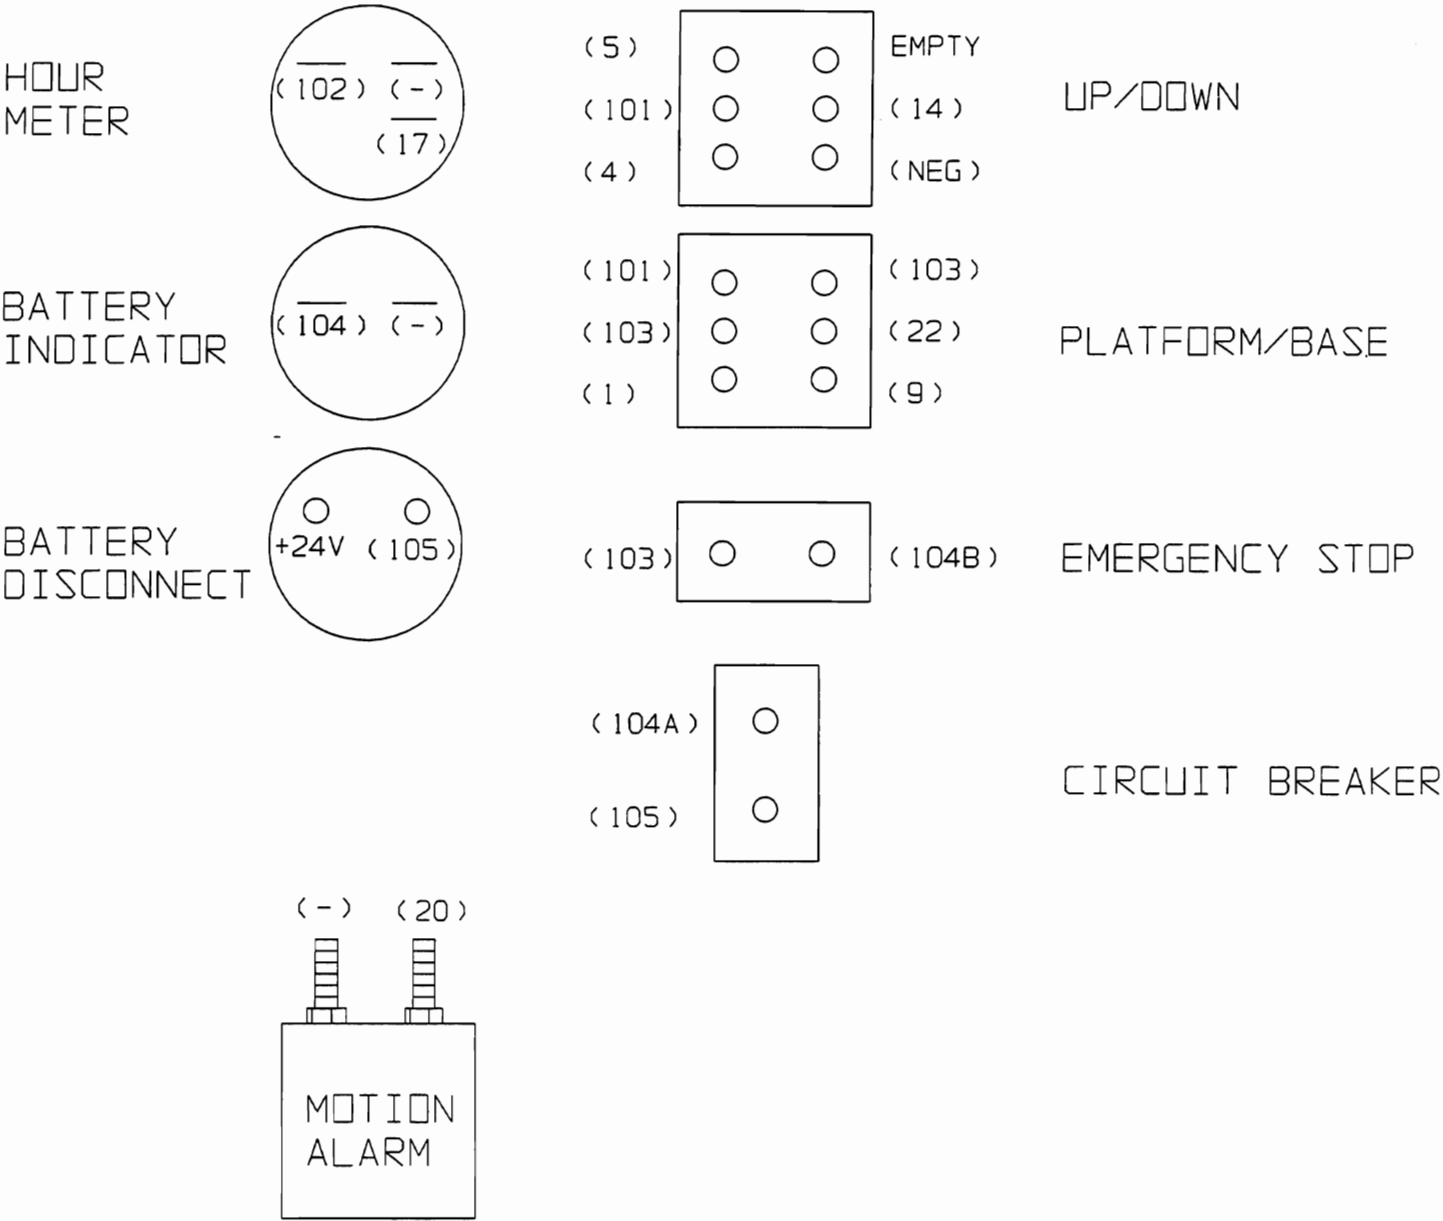 HOUR
METER
(102) (-)
(17)
(5) EMPTY
(101) (14)
(4) (NEG)
UP/DOWN
BATTERY
INDICATOR
(104) (-)
(101) (103)
(103) (22)
(1) (9)
PLATFORM/BASE
BATTERY
DISCONNECT
+24V (105)
(103) (104B)
EMERGENCY STOP
(104A)
(105)
CIRCUIT BREAKER
(-) (20)
MOTION
ALARM